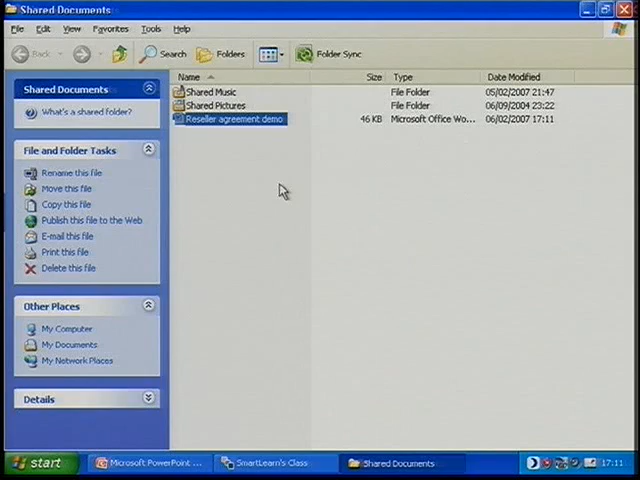 Shared Documents
File Edit View Favorites Tools Help
Back Search Folders Folder Sync
Name Size Type Date Modified
Shared Documents
What's a shared folder?
File and Folder Tasks
Rename this file
Move this file
Copy this file
Publish this file to the Web
E-mail this file
Print this file
Delete this file
Other Places
My Computer
My Documents
My Network Places
Details
Shared Music File Folder 05/02/2007 21:47
Shared Pictures File Folder 06/09/2004 23:22
Reseller agreement demo 46 KB Microsoft Office Wo... 06/02/2007 17:11
start Microsoft PowerPoint ... SmartLearn's Class Shared Documents 17:11